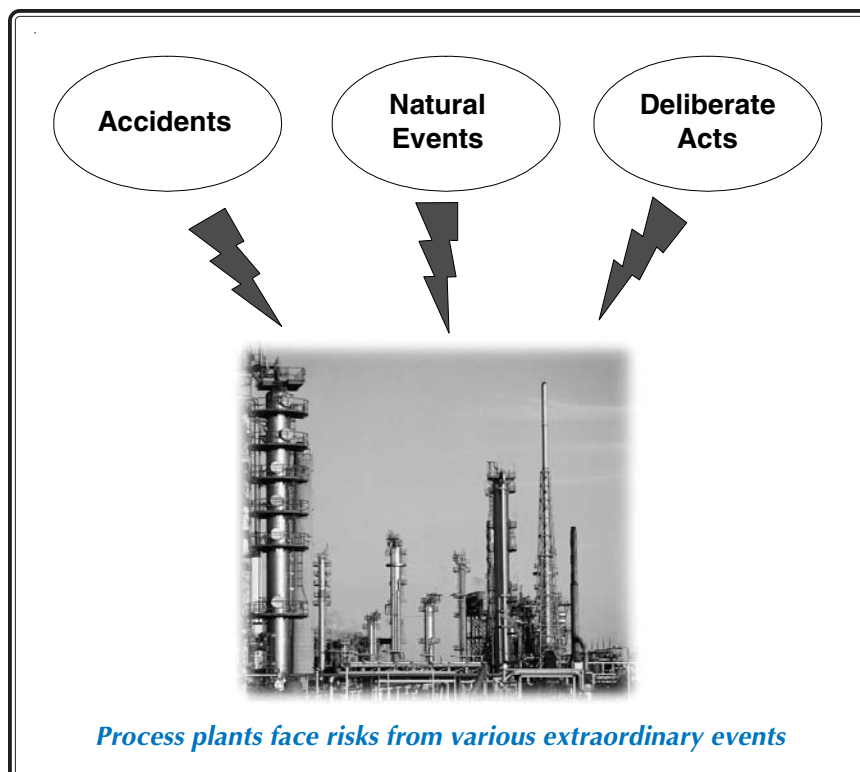 Accidents
Natural
Events
Deliberate
Acts
Process plants face risks from various extraordinary events